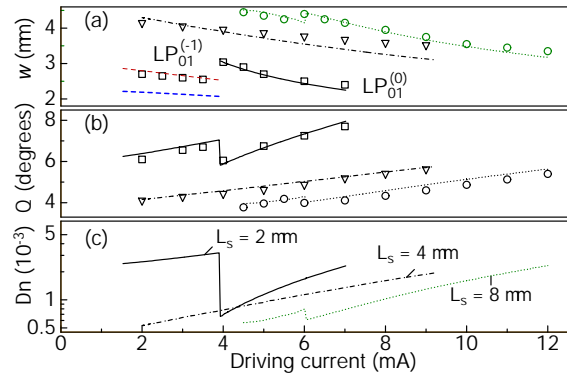 (a)
w (mm)
4
3
2
LP01(-1)
LP01(0)
(b)
Q (degrees)
8
6
4
(c)
Dn (10-3)
5
1
0.5
Ls = 2 mm
Ls = 4 mm
Ls = 8 mm
0 2 4 6 8 10 12
Driving current (mA)